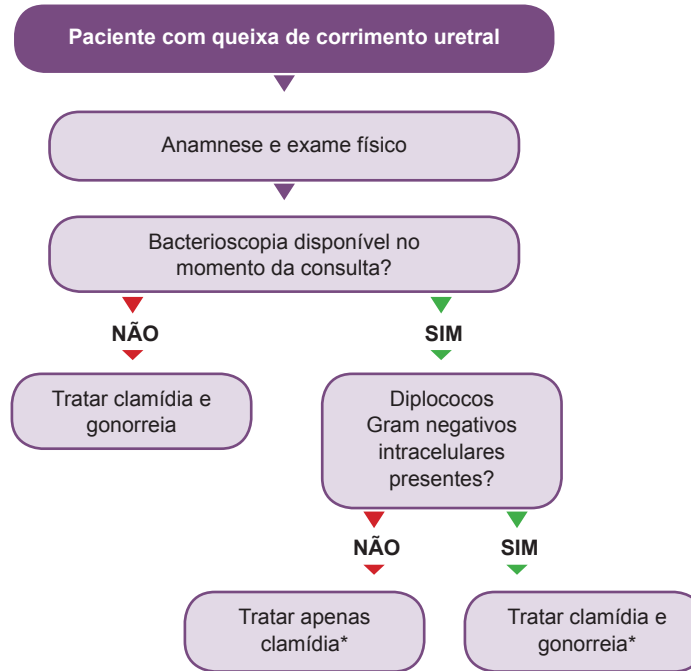 Paciente com queixa de corrimento uretral
Anamnese e exame físico
Bacterioscopia disponível no
momento da consulta?
NÃO
SIM
Tratar clamídia e
gonorreia
Diplococos
Gram negativos
intracelulares
presentes?
NÃO
SIM
Tratar apenas
clamídia*
Tratar clamídia e
gonorreia*